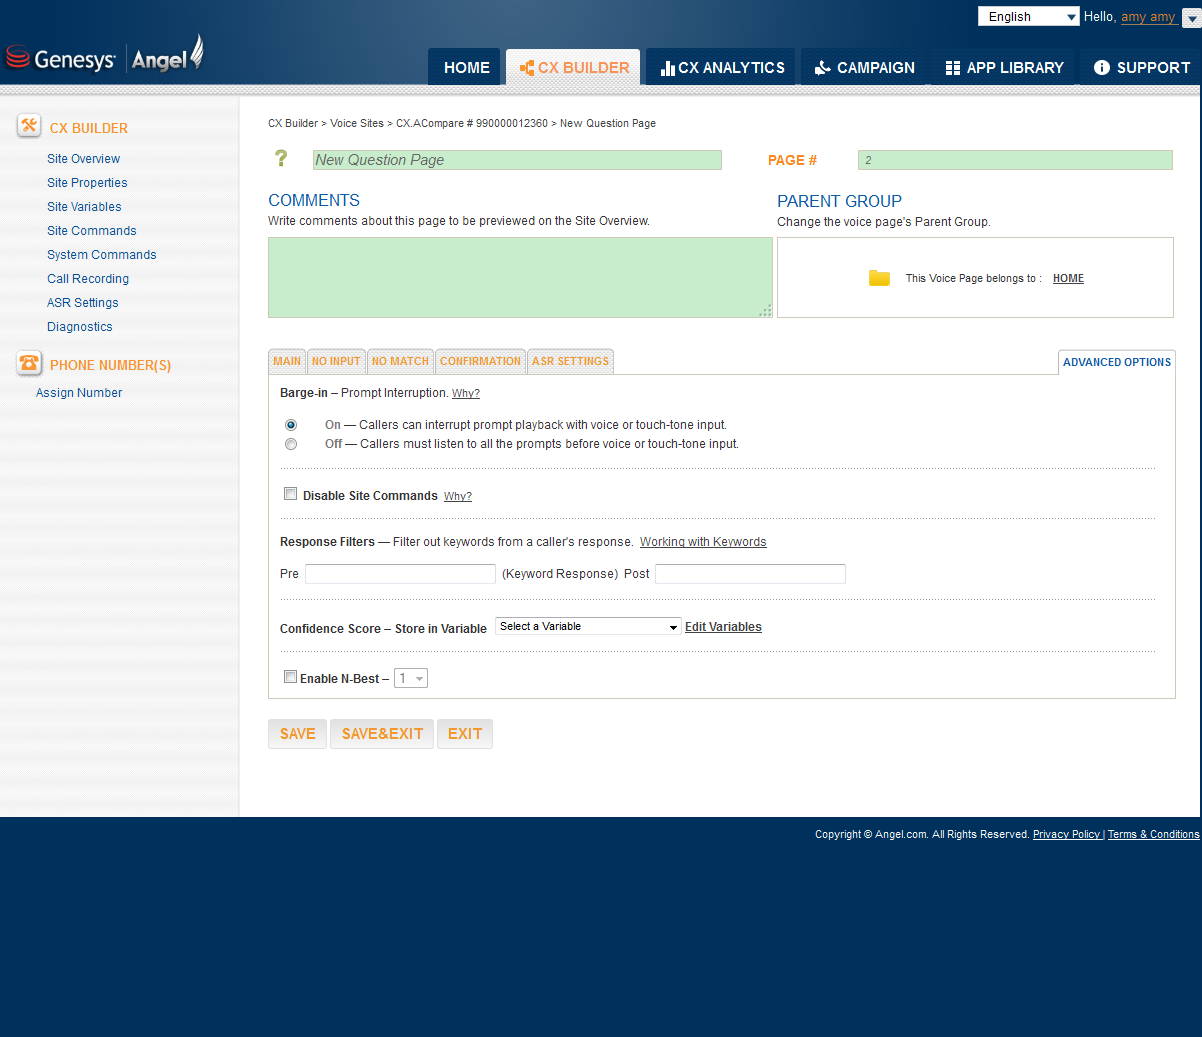 English Hello, amy amy
Genesys Angel
HOME CX BUILDER CX ANALYTICS CAMPAIGN APP LIBRARY SUPPORT
CX BUILDER
Site Overview
Site Properties
Site Variables
Site Commands
System Commands
Call Recording
ASR Settings
Diagnostics
PHONE NUMBER(S)
Assign Number
CX Builder > Voice Sites > CX.ACompare # 990000012360 > New Question Page
? New Question Page PAGE # 2
COMMENTS
Write comments about this page to be previewed on the Site Overview.
PARENT GROUP
Change the voice page's Parent Group.
This Voice Page belongs to : HOME
MAIN NO INPUT NO MATCH CONFIRMATION ASR SETTINGS ADVANCED OPTIONS
Barge-in – Prompt Interruption. Why?
On — Callers can interrupt prompt playback with voice or touch-tone input.
Off — Callers must listen to all the prompts before voice or touch-tone input.
Disable Site Commands Why?
Response Filters — Filter out keywords from a caller's response. Working with Keywords
Pre (Keyword Response) Post
Confidence Score – Store in Variable Select a Variable Edit Variables
Enable N-Best – 1
SAVE SAVE&EXIT EXIT
Copyright © Angel.com. All Rights Reserved. Privacy Policy | Terms & Conditions